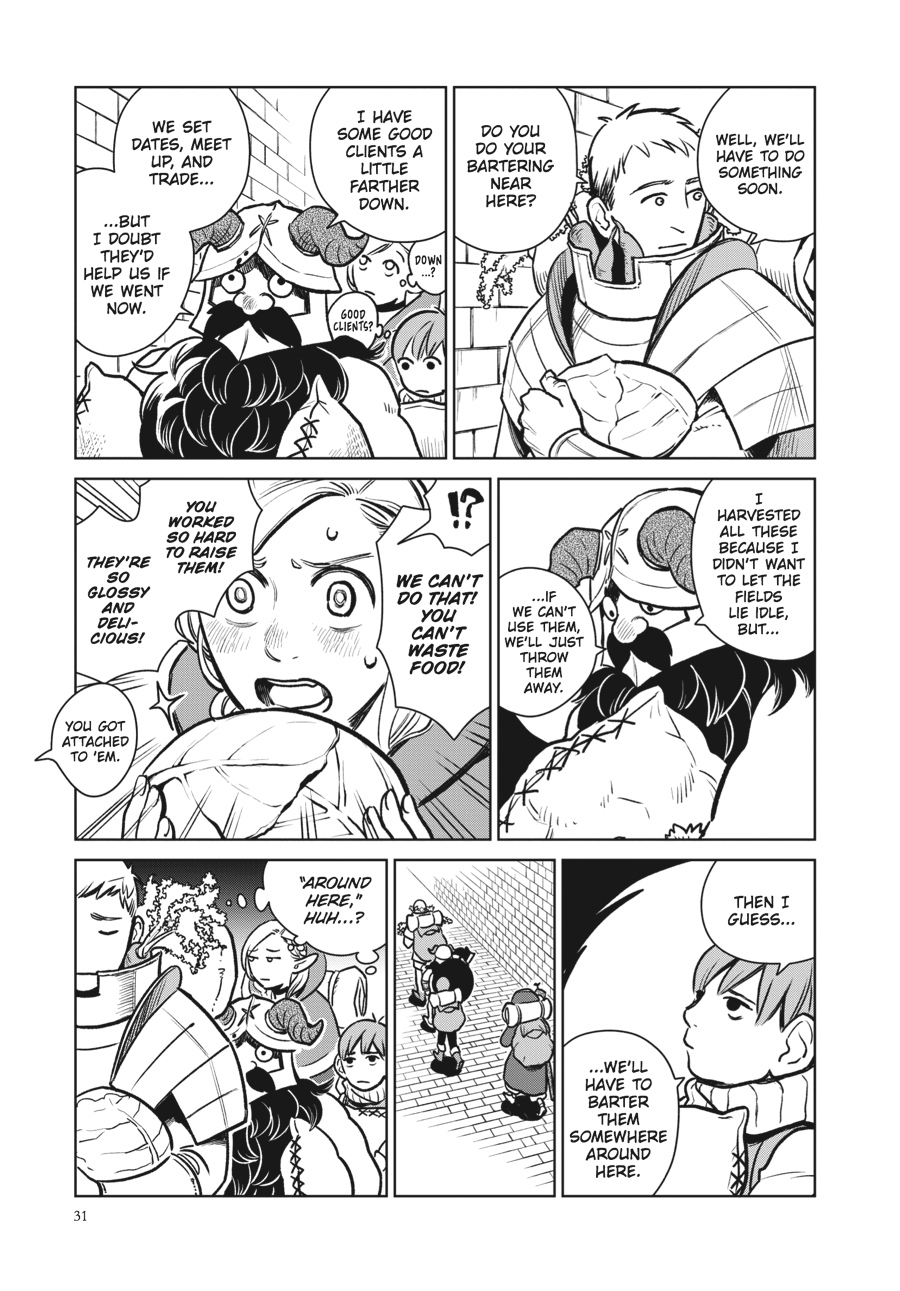 WELL, WE'LL
HAVE TO DO
SOMETHING
SOON.
DO YOU
DO YOUR
BARTERING
NEAR
HERE?
I HAVE
SOME GOOD
CLIENTS A
LITTLE
FARTHER
DOWN.
WE SET
DATES, MEET
UP, AND
TRADE...
DOWN
...?
GOOD
CLIENTS?
...BUT
I DOUBT
THEY'D
HELP US IF
WE WENT
NOW.
I
HARVESTED
ALL THESE
BECAUSE I
DIDN'T WANT
TO LET THE
FIELDS
LIE IDLE,
BUT...
...IF
WE CAN'T
USE THEM,
WE'LL JUST
THROW
THEM
AWAY.
!?
WE CAN'T
DO THAT!
YOU
CAN'T
WASTE
FOOD!
YOU
WORKED
SO HARD
TO RAISE
THEM!
THEY'RE
SO
GLOSSY
AND
DELI-
CIOUS!
YOU GOT
ATTACHED
TO 'EM.
THEN I
GUESS...
...WE'LL
HAVE TO
BARTER
THEM
SOMEWHERE
AROUND
HERE.
"AROUND
HERE,"
HUH...?
31